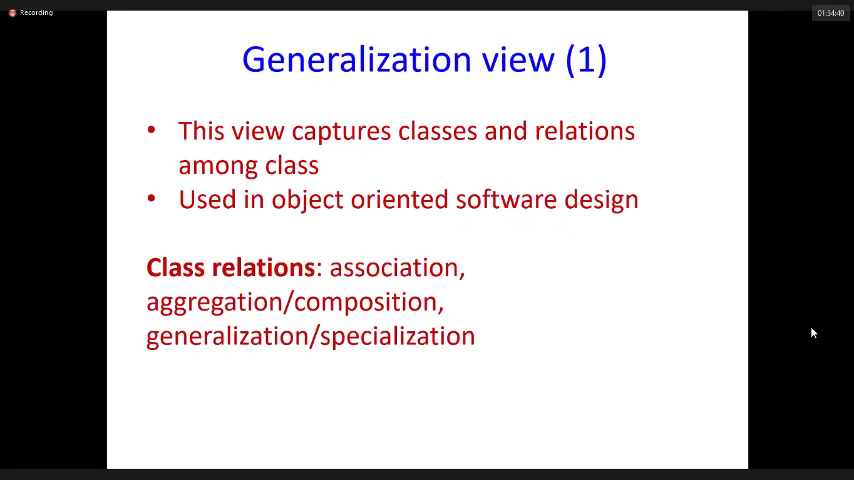 Recording
01:34:40
Generalization view (1)
• This view captures classes and relations
among class
• Used in object oriented software design
Class relations: association,
aggregation/composition,
generalization/specialization